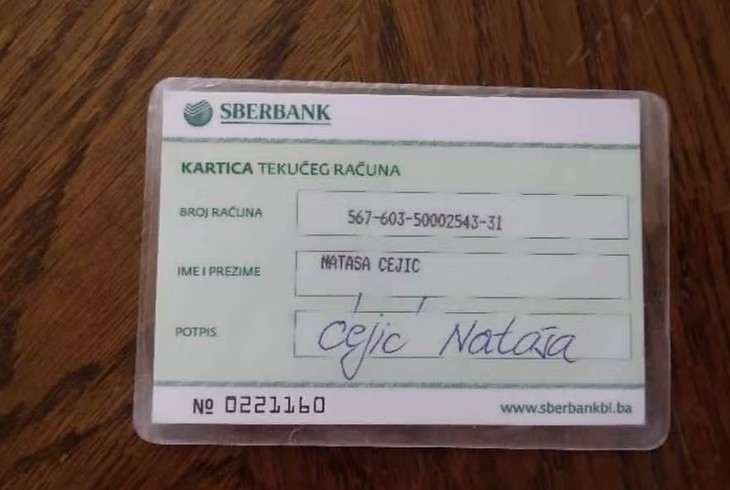 SBERBANK
KARTICA TEKUĆEG RAČUNA
BROJ RAČUNA 567-603-50002543-31
IME I PREZIME NATASA CEJIC
POTPIS Cejić Nataša
№ 0221160 www.sberbankbl.ba